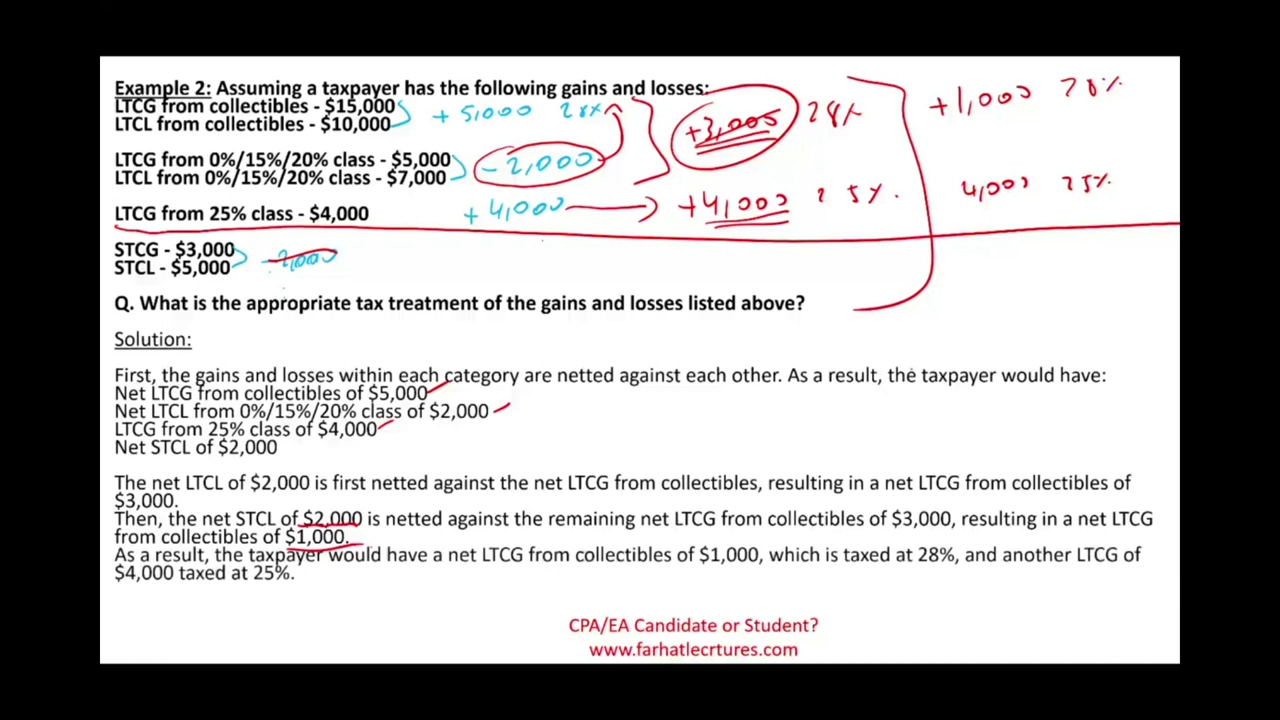 Example 2: Assuming a taxpayer has the following gains and losses:
LTCG from collectibles - $15,000
LTCL from collectibles - $10,000
+ 5,000 28%
+3,000 28%
+1,000 28%
LTCG from 0%/15%/20% class - $5,000
LTCL from 0%/15%/20% class - $7,000
- 2,000
LTCG from 25% class - $4,000
+ 4,000
+4,000 25%.
4,000 25%
STCG - $3,000
STCL - $5,000
-2,000
Q. What is the appropriate tax treatment of the gains and losses listed above?
Solution:
First, the gains and losses within each category are netted against each other. As a result, the taxpayer would have:
Net LTCG from collectibles of $5,000
Net LTCL from 0%/15%/20% class of $2,000
LTCG from 25% class of $4,000
Net STCL of $2,000
The net LTCL of $2,000 is first netted against the net LTCG from collectibles, resulting in a net LTCG from collectibles of
$3,000.
Then, the net STCL of $2,000 is netted against the remaining net LTCG from collectibles of $3,000, resulting in a net LTCG
from collectibles of $1,000.
As a result, the taxpayer would have a net LTCG from collectibles of $1,000, which is taxed at 28%, and another LTCG of
$4,000 taxed at 25%.
CPA/EA Candidate or Student?
www.farhatlecrtures.com